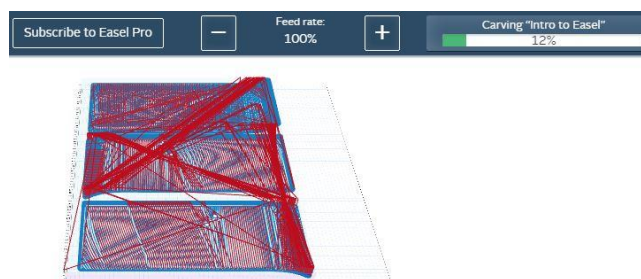 Subscribe to Easel Pro
−
Feed rate:
100%
+
Carving "Intro to Easel"
12%